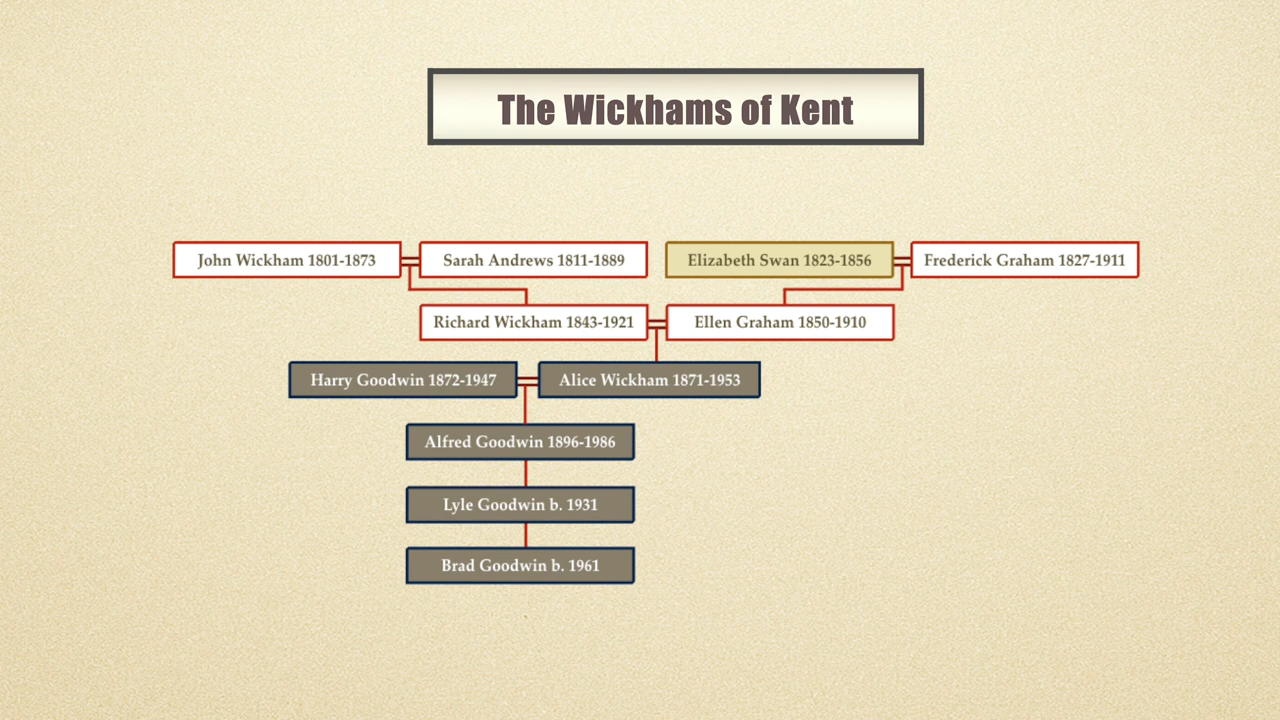 The Wickhams of Kent
John Wickham 1801-1873
Sarah Andrews 1811-1889
Elizabeth Swan 1823-1856
Frederick Graham 1827-1911
Richard Wickham 1843-1921
Ellen Graham 1850-1910
Harry Goodwin 1872-1947
Alice Wickham 1871-1953
Alfred Goodwin 1896-1986
Lyle Goodwin b. 1931
Brad Goodwin b. 1961